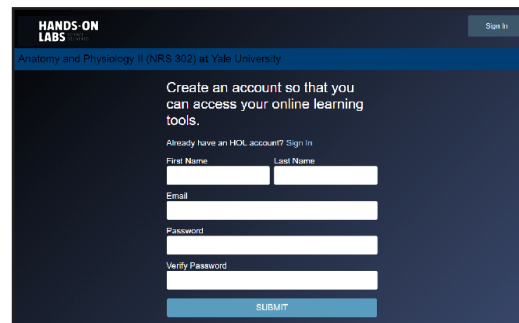 HANDS-ON
LABS
Sign In
Anatomy and Physiology II (NRS 302) at Yale University
Create an account so that you
can access your online learning
tools.
Already have an HOL account? Sign In
First Name Last Name
Email
Password
Verify Password
SUBMIT